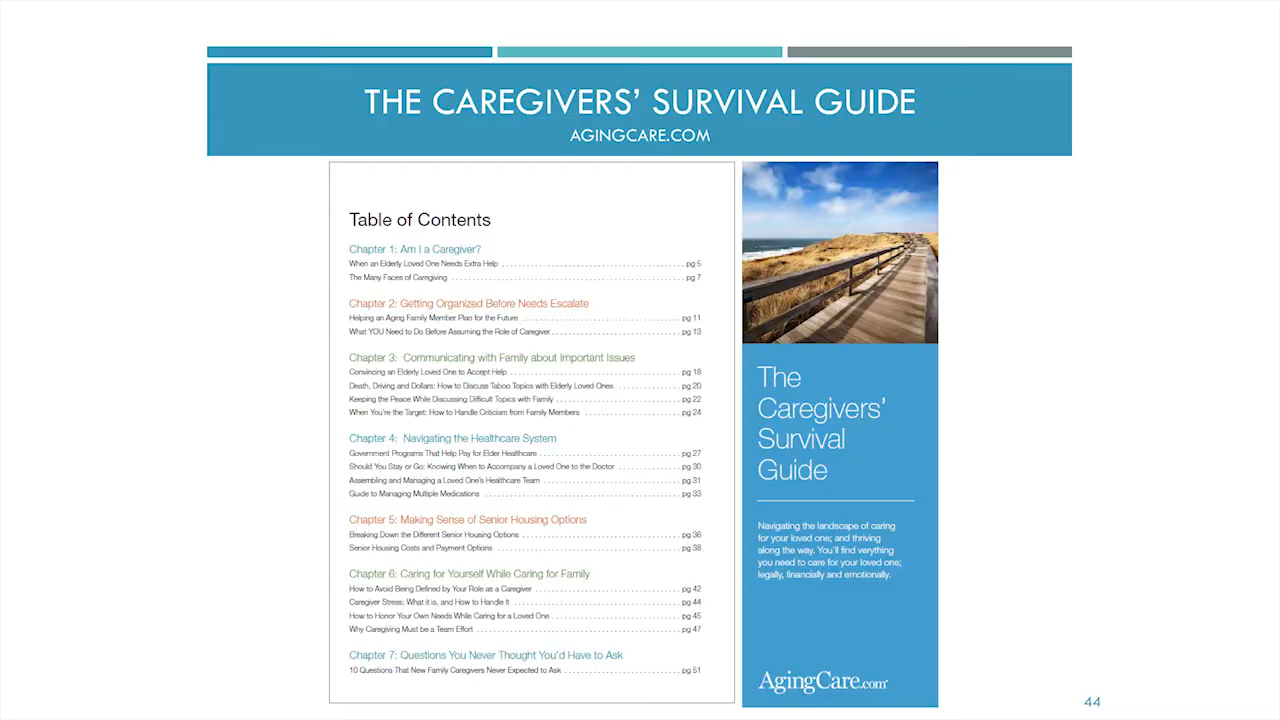 THE CAREGIVERS’ SURVIVAL GUIDE
AGINGCARE.COM
Table of Contents
Chapter 1: Am I a Caregiver?
When an Elderly Loved One Needs Extra Help . . . . . . . . . . . . . . . . . . . . pg 5
The Many Faces of Caregiving . . . . . . . . . . . . . . . . . . . . pg 7
Chapter 2: Getting Organized Before Needs Escalate
Helping an Aging Family Member Plan for the Future . . . . . . . . . . . . . . . . . . . . pg 11
What YOU Need to Do Before Assuming the Role of Caregiver . . . . . . . . . . . . . . . . . . . . pg 13
Chapter 3: Communicating with Family about Important Issues
Convincing an Elderly Loved One to Accept Help . . . . . . . . . . . . . . . . . . . . pg 18
Death, Driving and Dollars: How to Discuss Taboo Topics with Elderly Loved Ones . . . . . . . . . . . . . . pg 20
Keeping the Peace While Discussing Difficult Topics with Family . . . . . . . . . . . . . . . . . . . . pg 22
When You're the Target: How to Handle Criticism from Family Members . . . . . . . . . . . . . . . . . . . . pg 24
Chapter 4: Navigating the Healthcare System
Government Programs That Help Pay for Elder Healthcare . . . . . . . . . . . . . . . . . . . . pg 27
Should You Stay or Go: Knowing When to Accompany a Loved One to the Doctor . . . . . . . . . . . . . . pg 30
Assembling and Managing a Loved One's Healthcare Team . . . . . . . . . . . . . . . . . . . . pg 31
Guide to Managing Multiple Medications . . . . . . . . . . . . . . . . . . . . pg 33
Chapter 5: Making Sense of Senior Housing Options
Breaking Down the Different Senior Housing Options . . . . . . . . . . . . . . . . . . . . pg 36
Senior Housing Costs and Payment Options . . . . . . . . . . . . . . . . . . . . pg 38
Chapter 6: Caring for Yourself While Caring for Family
How to Avoid Being Defined by Your Role as a Caregiver . . . . . . . . . . . . . . . . . . . . pg 42
Caregiver Stress: What it is, and How to Handle It . . . . . . . . . . . . . . . . . . . . pg 44
How to Honor Your Own Needs While Caring for a Loved One . . . . . . . . . . . . . . . . . . . . pg 45
Why Caregiving Must be a Team Effort . . . . . . . . . . . . . . . . . . . . pg 47
Chapter 7: Questions You Never Thought You'd Have to Ask
10 Questions That New Family Caregivers Never Expected to Ask . . . . . . . . . . . . . . . . . . . . pg 51
The
Caregivers’
Survival
Guide
Navigating the landscape of caring
for your loved one; and thriving
along the way. You'll find verything
you need to care for your loved one;
legally, financially and emotionally.
AgingCare.com
44